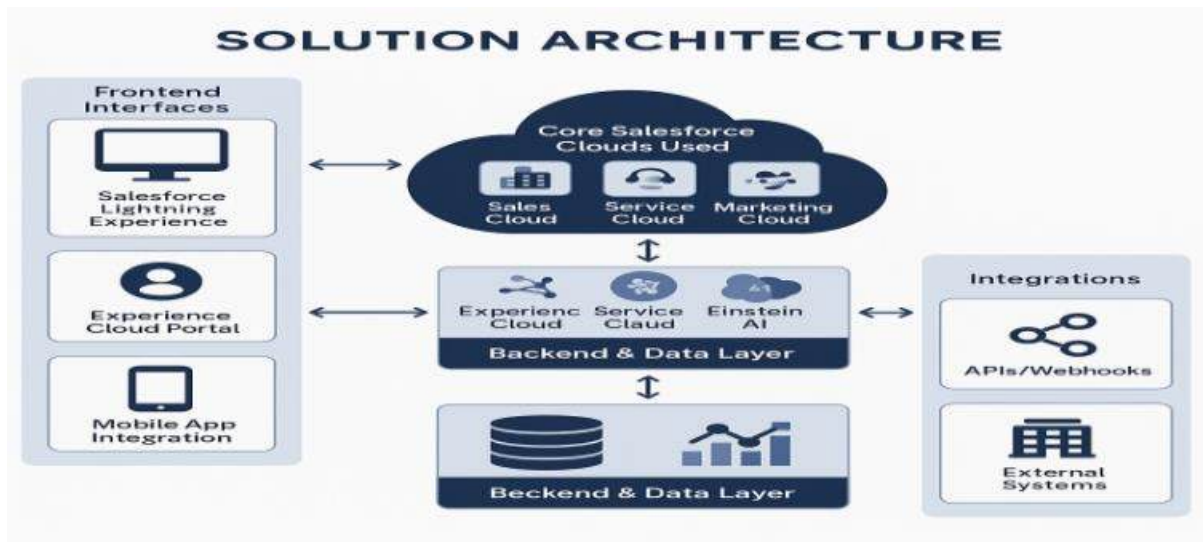 SOLUTION ARCHITECTURE
Frontend
Interfaces
Salesforce
Lightning
Experience
Experience
Cloud Portal
Mobile App
Integration
Core Salesforce
Clouds Used
Sales
Cloud
Service
Cloud
Marketing
Cloud
Experienc
Cloud
Service
Claud
Einstein
AI
Backend & Data Layer
Beckend & Data Layer
Integrations
APIs/Webhooks
External
Systems